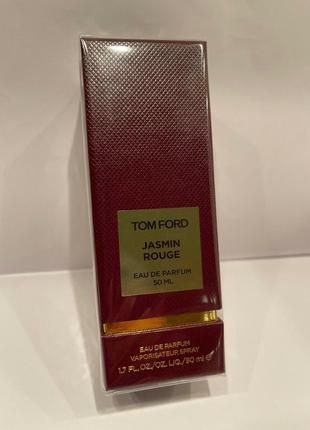 TOM FORD
JASMIN
ROUGE
EAU DE PARFUM
50 ML
EAU DE PARFUM
VAPORISATEUR SPRAY
1.7 FL.OZ./OZ. LIQ./50 ml ℮